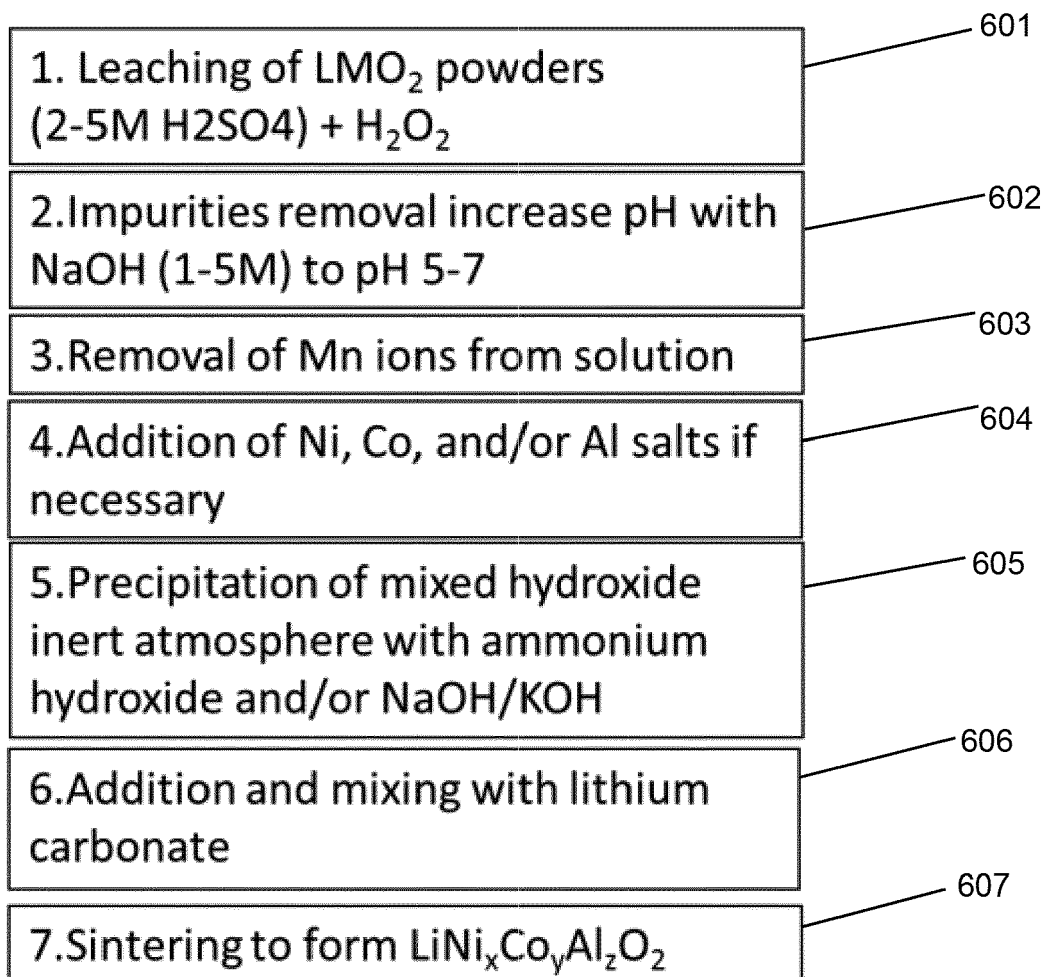 601
1. Leaching of LMO₂ powders
(2-5M H2SO4) + H₂O₂
602
2.Impurities removal increase pH with
NaOH (1-5M) to pH 5-7
603
3.Removal of Mn ions from solution
604
4.Addition of Ni, Co, and/or Al salts if
necessary
605
5.Precipitation of mixed hydroxide
inert atmosphere with ammonium
hydroxide and/or NaOH/KOH
606
6.Addition and mixing with lithium
carbonate
607
7.Sintering to form LiNiₓCoᵧAl_zO₂